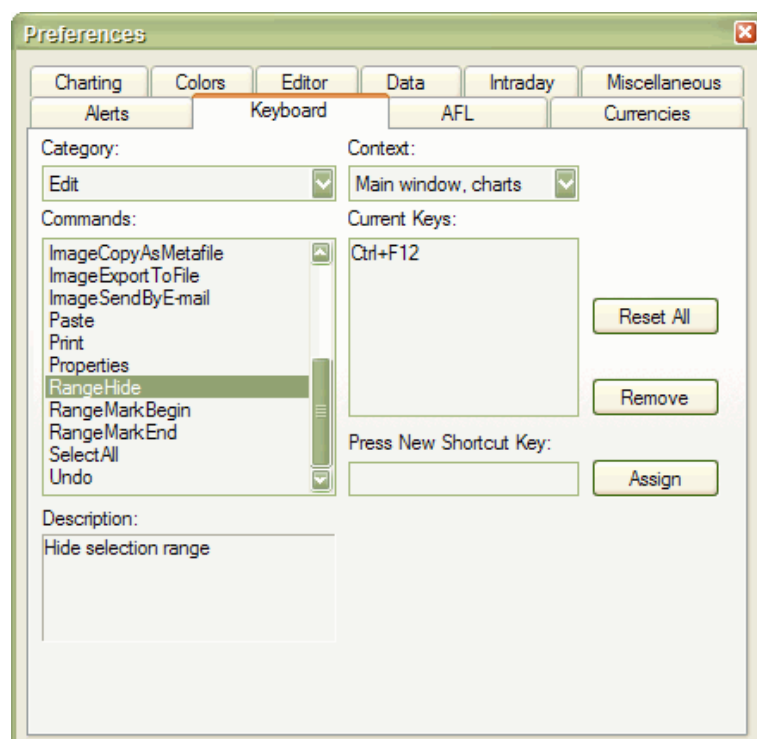 Preferences
Charting
Colors
Editor
Data
Intraday
Miscellaneous
Alerts
Keyboard
AFL
Currencies
Category:
Context:
Edit
Main window, charts
Commands:
Current Keys:
ImageCopyAsMetafile
ImageExportToFile
ImageSendByE-mail
Paste
Print
Properties
RangeHide
RangeMarkBegin
RangeMarkEnd
SelectAll
Undo
Ctrl+F12
Reset All
Remove
Press New Shortcut Key:
Assign
Description:
Hide selection range